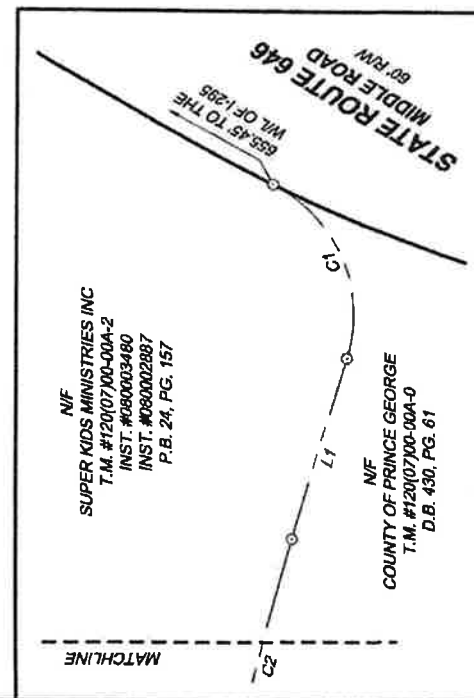 STATE ROUTE 646
MIDDLE ROAD
60' R/W
655.45' TO THE
W/L OF I-295
N/F
SUPER KIDS MINISTRIES INC
T.M. #120(07)00-00A-2
INST. #080003480
INST. #080002887
P.B. 24, PG. 157
C1
L1
N/F
COUNTY OF PRINCE GEORGE
T.M. #120(07)00-00A-0
D.B. 430, PG. 61
MATCHLINE
C2